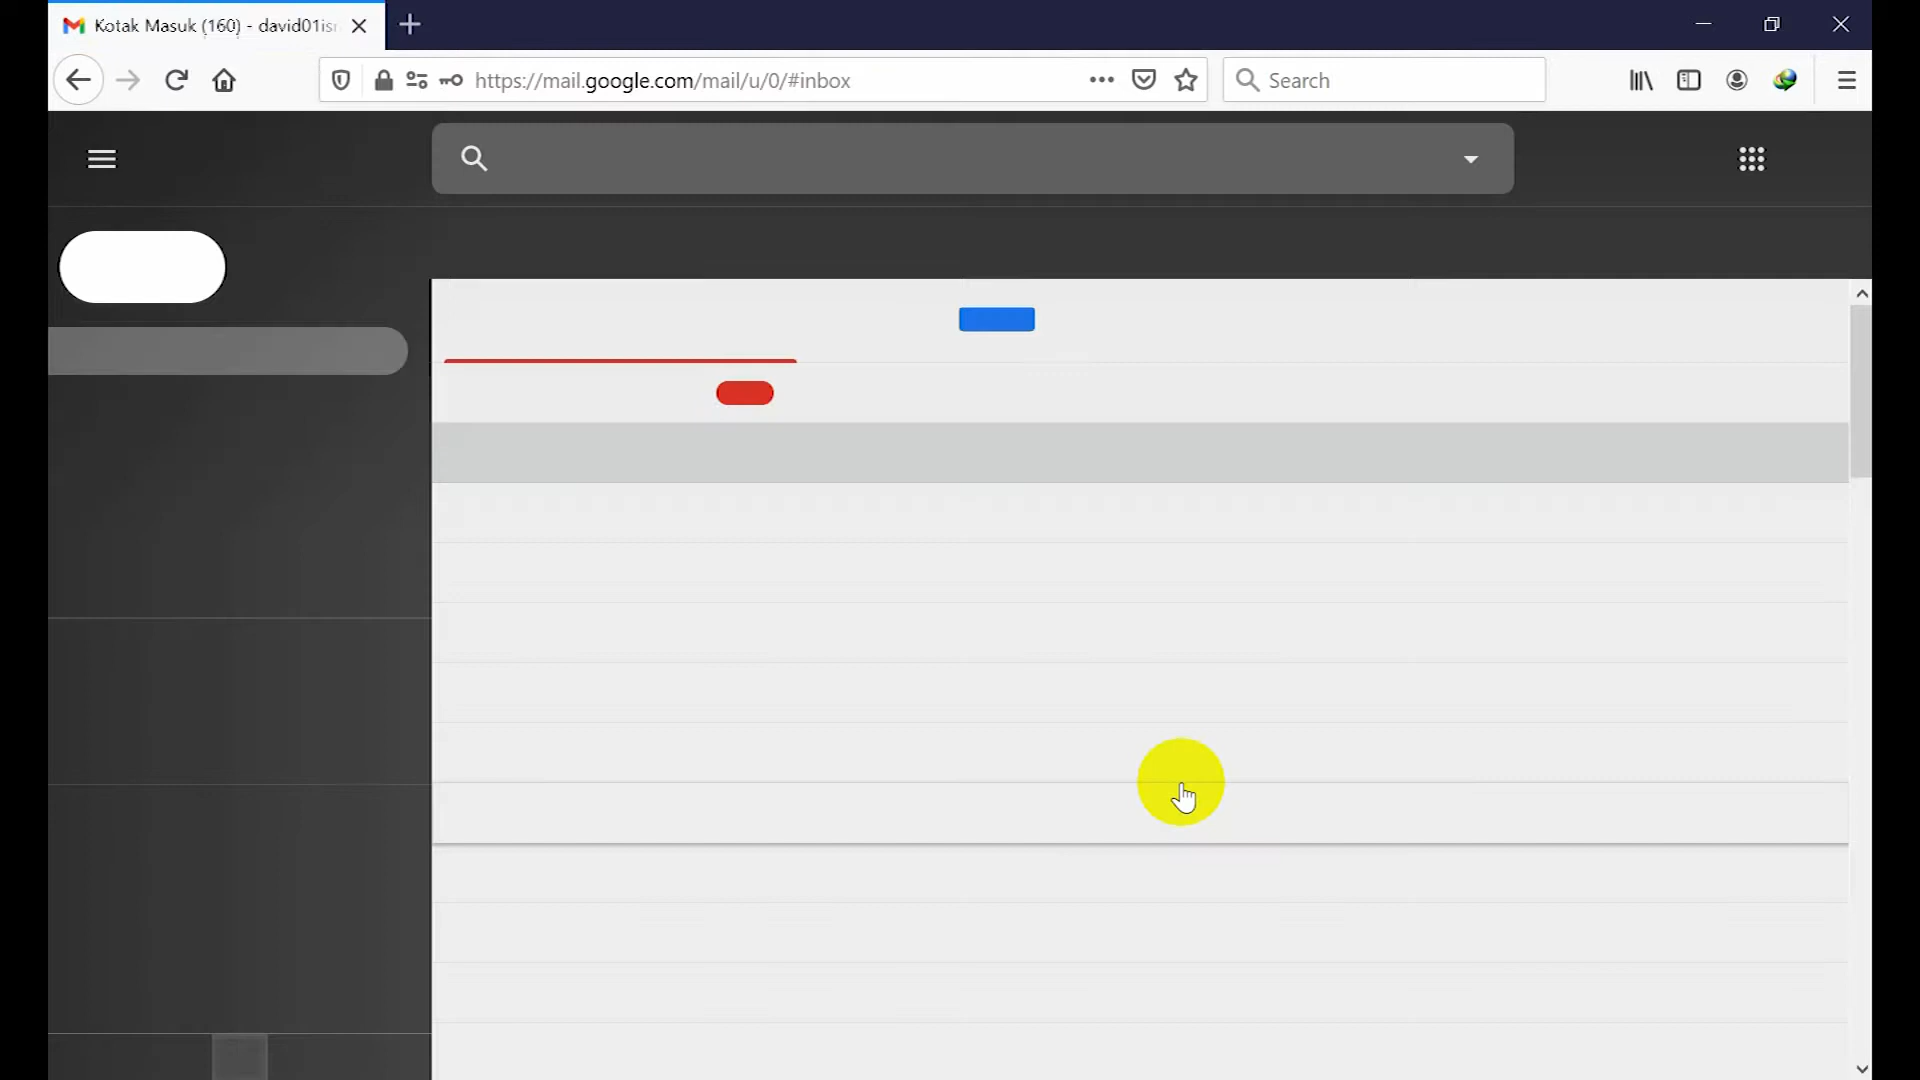 Kotak Masuk (160) - david01is
https://mail.google.com/mail/u/0/#inbox
Search